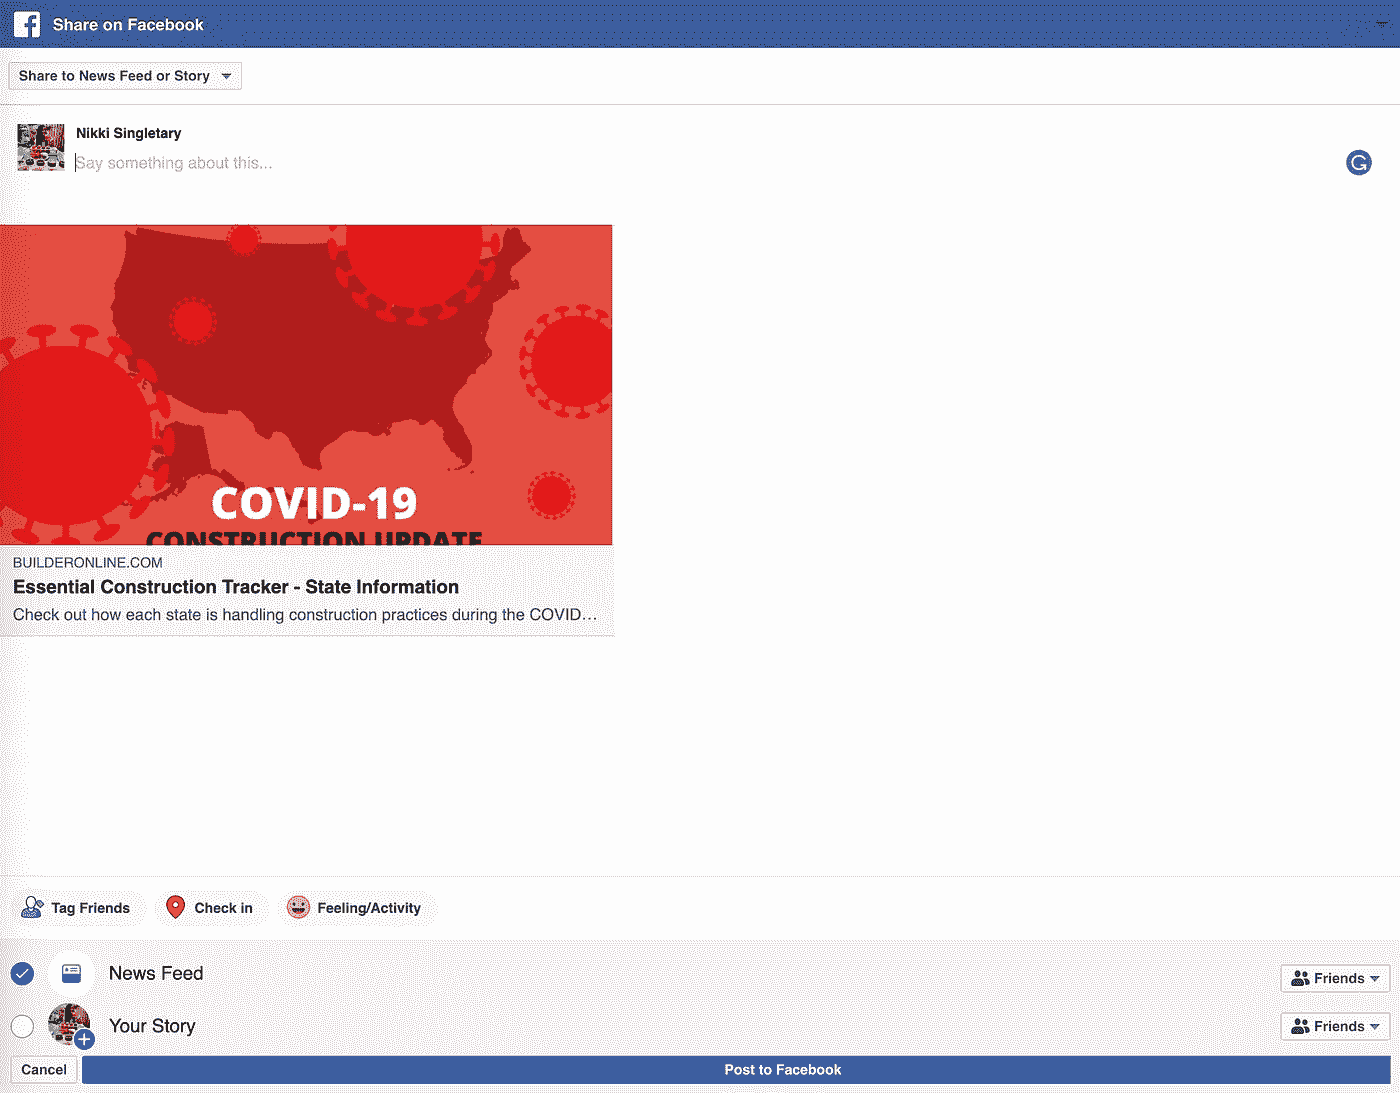 Share on Facebook
Share to News Feed or Story
Nikki Singletary
Say something about this...
COVID-19
CONSTRUCTION UPDATE
BUILDERONLINE.COM
Essential Construction Tracker - State Information
Check out how each state is handling construction practices during the COVID...
Tag Friends
Check in
Feeling/Activity
News Feed
Friends
Your Story
Friends
Cancel
Post to Facebook